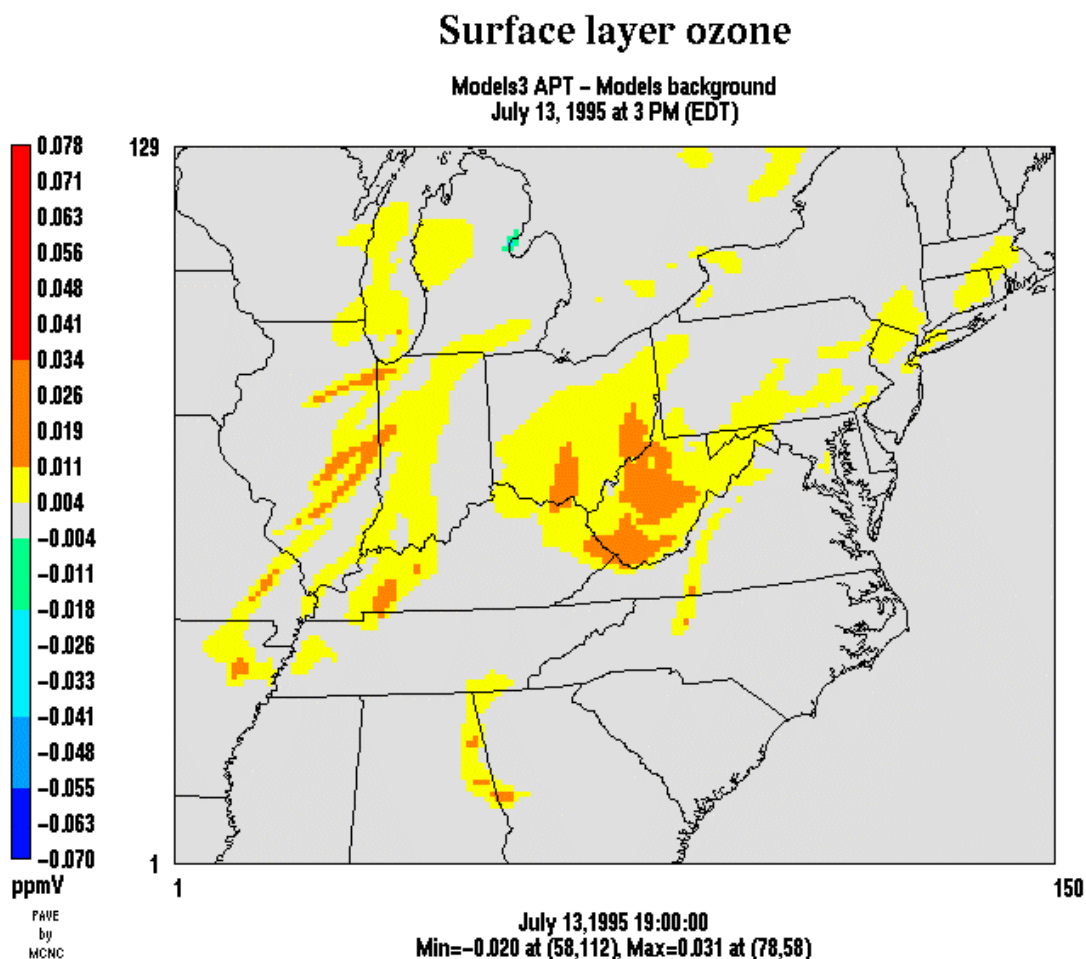 Surface layer ozone
Models3 APT – Models background
July 13, 1995 at 3 PM (EDT)
129
0.078
0.071
0.063
0.056
0.048
0.041
0.034
0.026
0.019
0.011
0.004
−0.004
−0.011
−0.018
−0.026
−0.033
−0.041
−0.048
−0.055
−0.063
−0.070
1
ppmV
1
150
PAVE
by
MCNC
July 13,1995 19:00:00
Min=−0.020 at (58,112), Max=0.031 at (78,58)